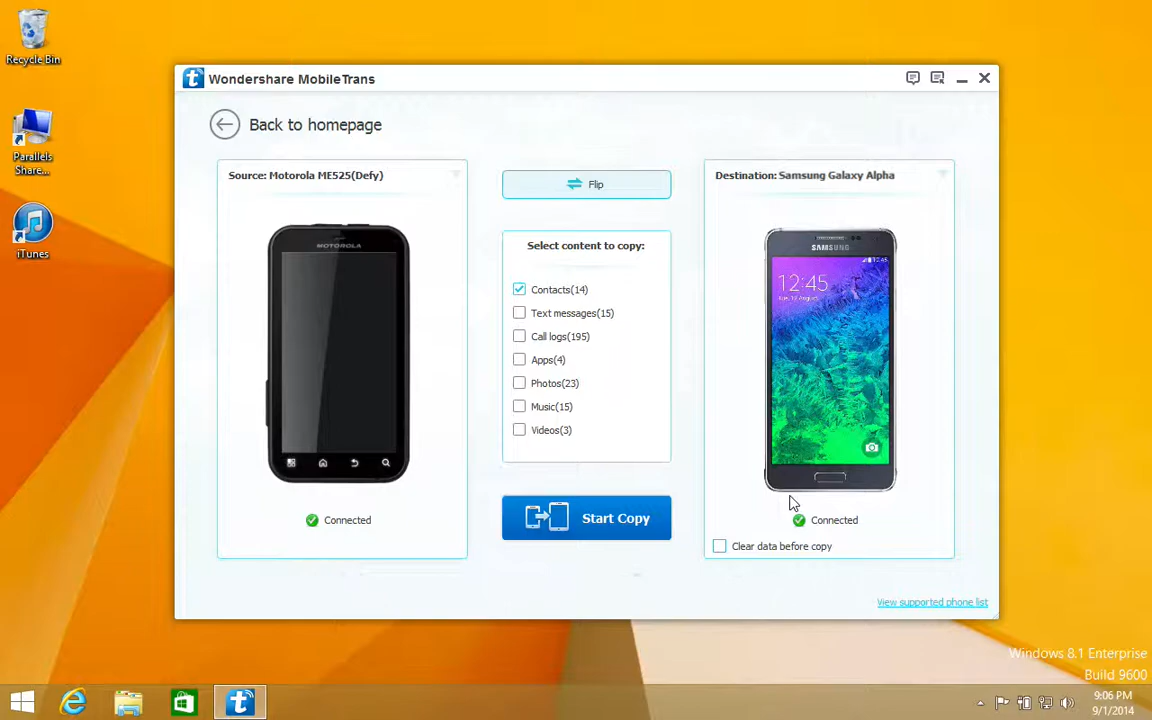 Recycle Bin
Parallels
Share...
iTunes
Wondershare MobileTrans
Back to homepage
Source: Motorola ME525(Defy)
MOTOROLA
Connected
Flip
Select content to copy:
Contacts(14)
Text messages(15)
Call logs(195)
Apps(4)
Photos(23)
Music(15)
Videos(3)
Start Copy
Destination: Samsung Galaxy Alpha
SAMSUNG
12:45
12:45
Connected
Clear data before copy
View supported phone list
Windows 8.1 Enterprise
Build 9600
9:06 PM
9/1/2014